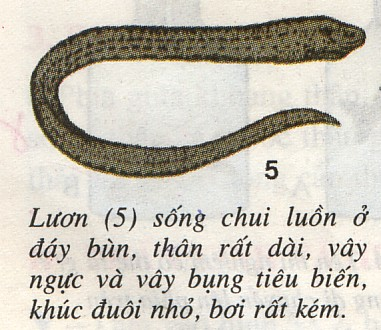 5
Lươn (5) sống chui luồn ở
đáy bùn, thân rất dài, vây
ngực và vây bụng tiêu biến,
khúc đuôi nhỏ, bơi rất kém.